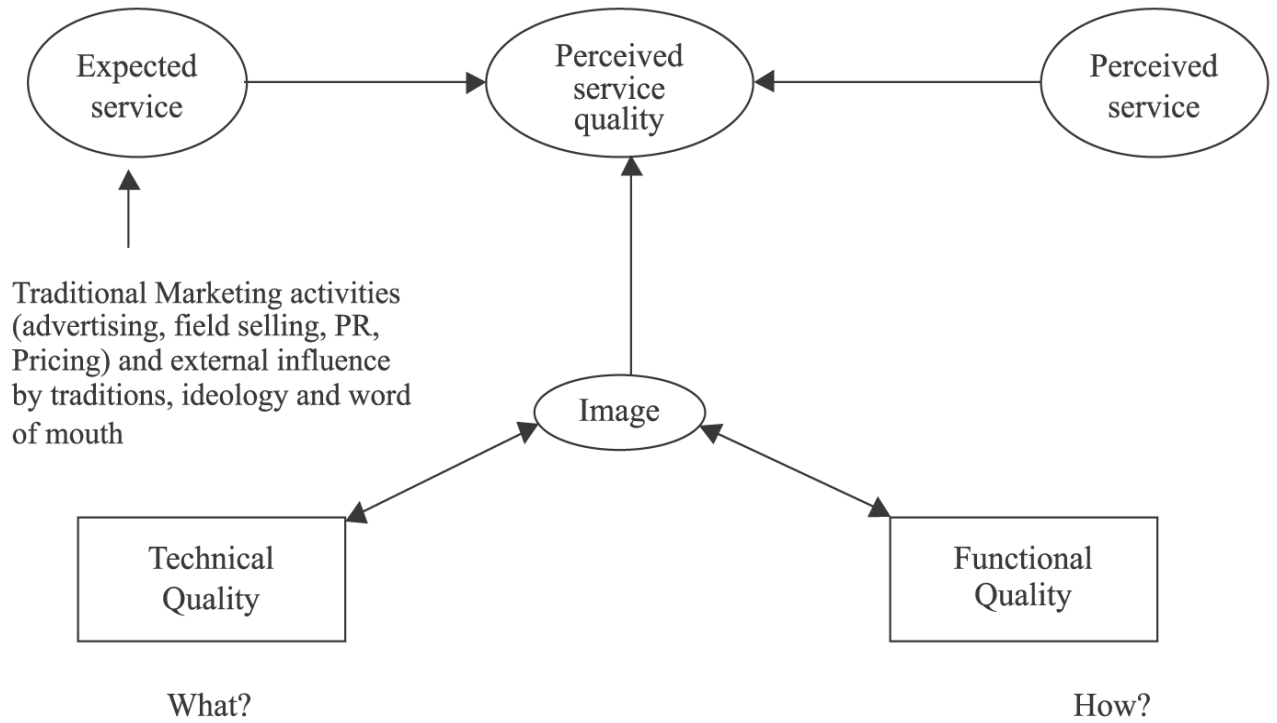 Expected
service
Perceived
service
quality
Perceived
service
Traditional Marketing activities
(advertising, field selling, PR,
Pricing) and external influence
by traditions, ideology and word
of mouth
Image
Technical
Quality
Functional
Quality
What?
How?